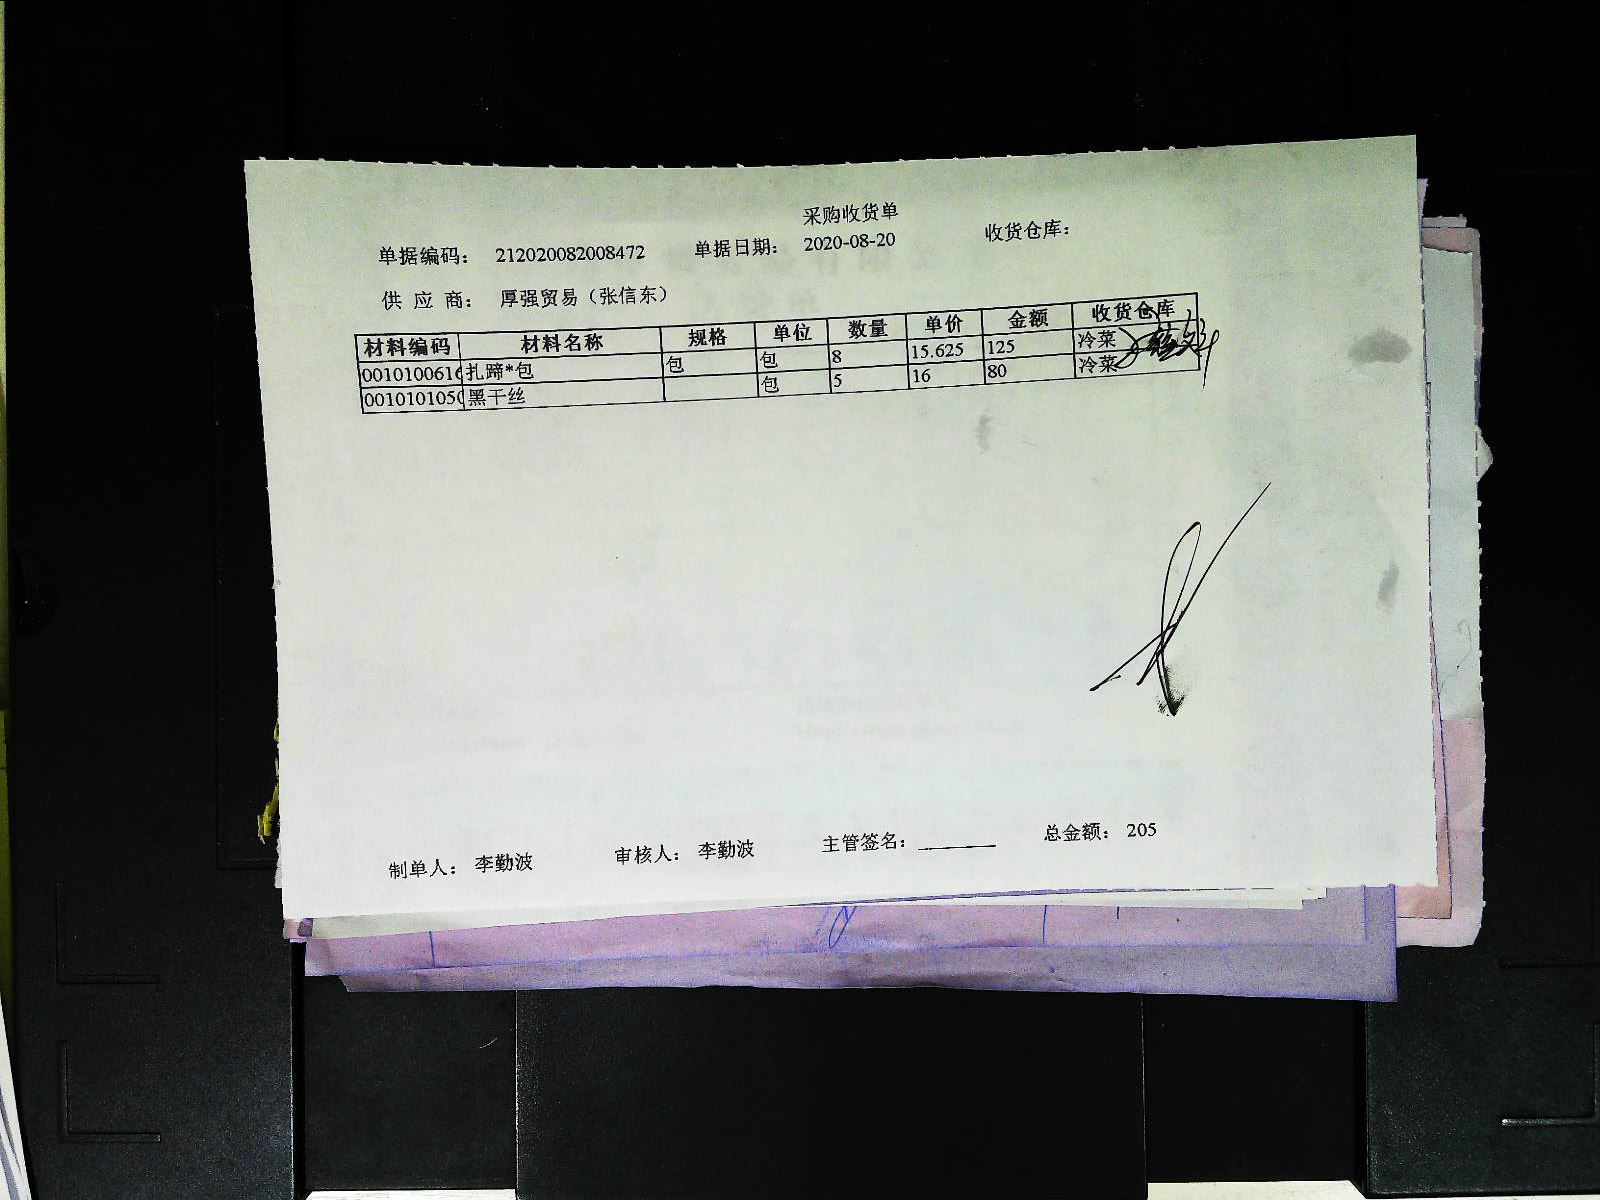 采购收货单
单据编码： 212020082008472 单据日期： 2020-08-20 收货仓库：
供 应 商： 厚强贸易（张信东）
材料编码 材料名称 规格 单位 数量 单价 金额 收货仓库
001010061 扎蹄*包 包 包 8 15.625 125 冷菜
001010105 黑干丝 包 5 16 80 冷菜
制单人： 李勤波 审核人： 李勤波 主管签名： 总金额： 205